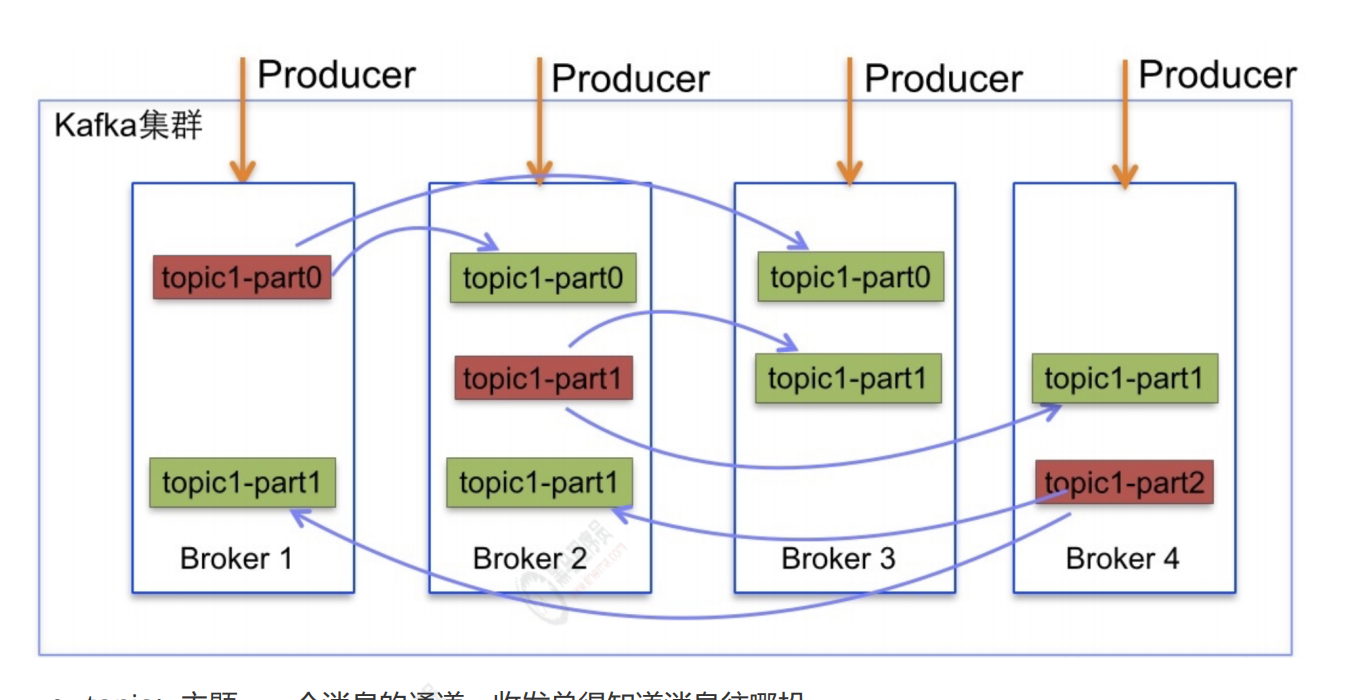 Producer
Producer
Producer
Producer
Kafka集群
topic1-part0
topic1-part0
topic1-part0
topic1-part1
topic1-part1
topic1-part1
topic1-part1
topic1-part1
topic1-part2
Broker 1
Broker 2
Broker 3
Broker 4